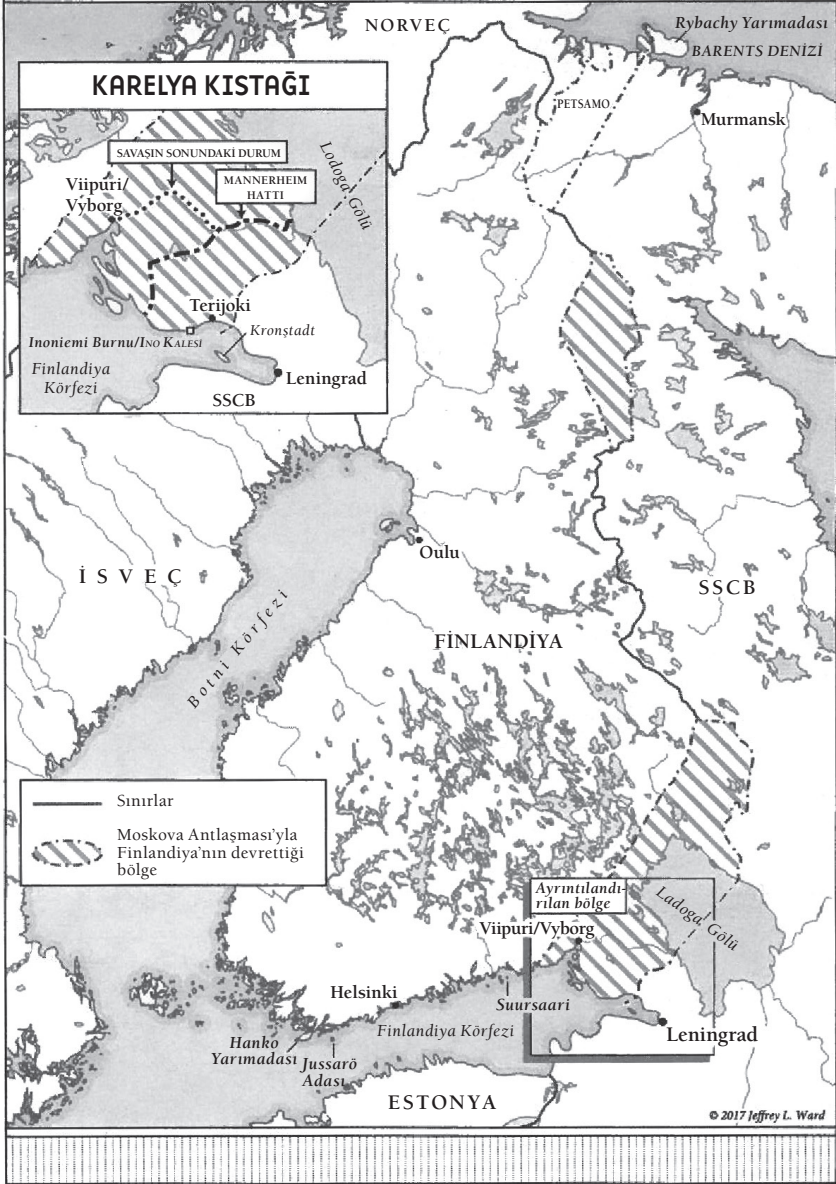 NORVEÇ
Rybachy Yarımadası
BARENTS DENİZİ
PETSAMO
Murmansk
KARELYA KISTAĞI
SAVAŞIN SONUNDAKİ DURUM
MANNERHEIM
HATTI
Lodoga Gölü
Viipuri/
Vyborg
Terijoki
Kronştadt
Inoniemi Burnu/INO KALESİ
Finlandiya
Körfezi
Leningrad
SSCB
Oulu
İSVEÇ
SSCB
Botni Körfezi
FİNLANDİYA
Sınırlar
Moskova Antlaşması'yla
Finlandiya'nın devrettiği
bölge
Ayrıntılandı-
rılan bölge
Ladoga Gölü
Viipuri/Vyborg
Helsinki
Suursaari
Finlandiya Körfezi
Leningrad
Hanko
Yarımadası
Jussarö
Adası
ESTONYA
© 2017 Jeffrey L. Ward